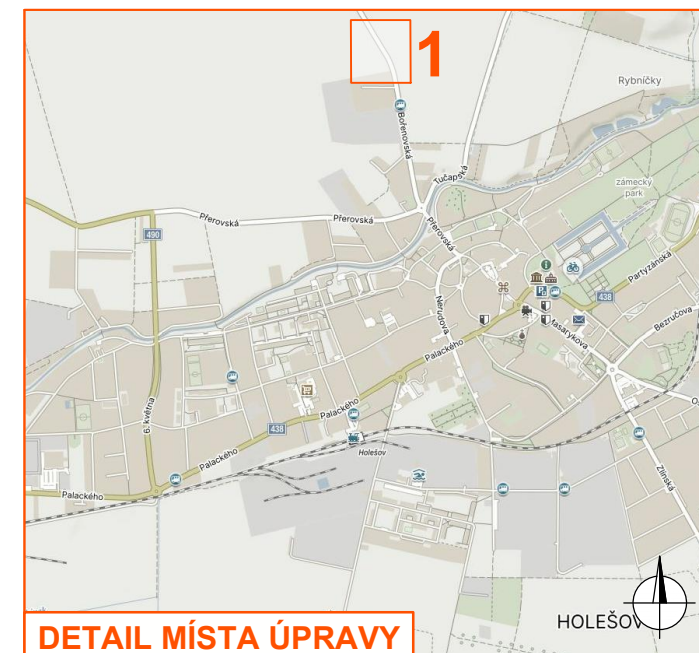 1
Rybníčky
Bořenovská
Tučapská
zámecký
park
Přerovská
Přerovská
Přerovská
490
Partyzánská
438
Nerudova
Masarykova
Bezručova
Palackého
6. května
Palackého
438
Holešov
Palackého
Palackého
Zlínská
HOLEŠOV
DETAIL MÍSTA ÚPRAVY